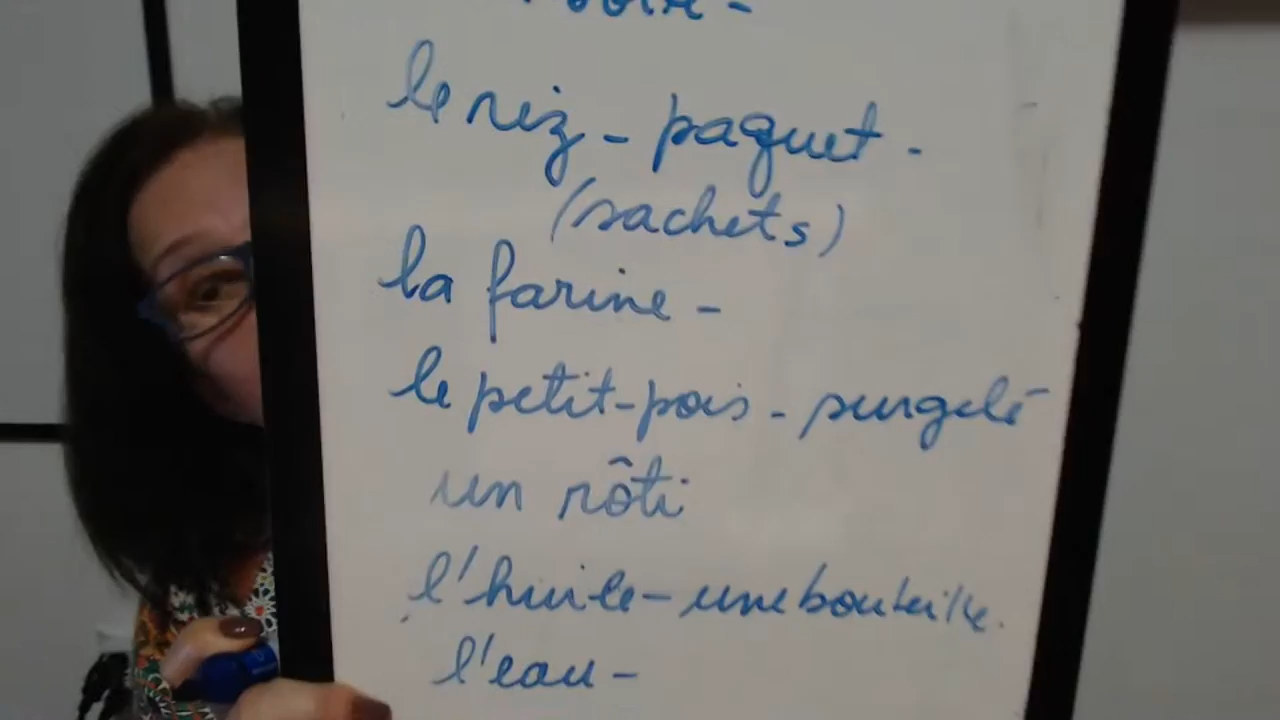 le riz - paquet -
(sachets)
la farine -
le petit-pois - surgelé
un rôti
l'huile - une bouteille.
l'eau -